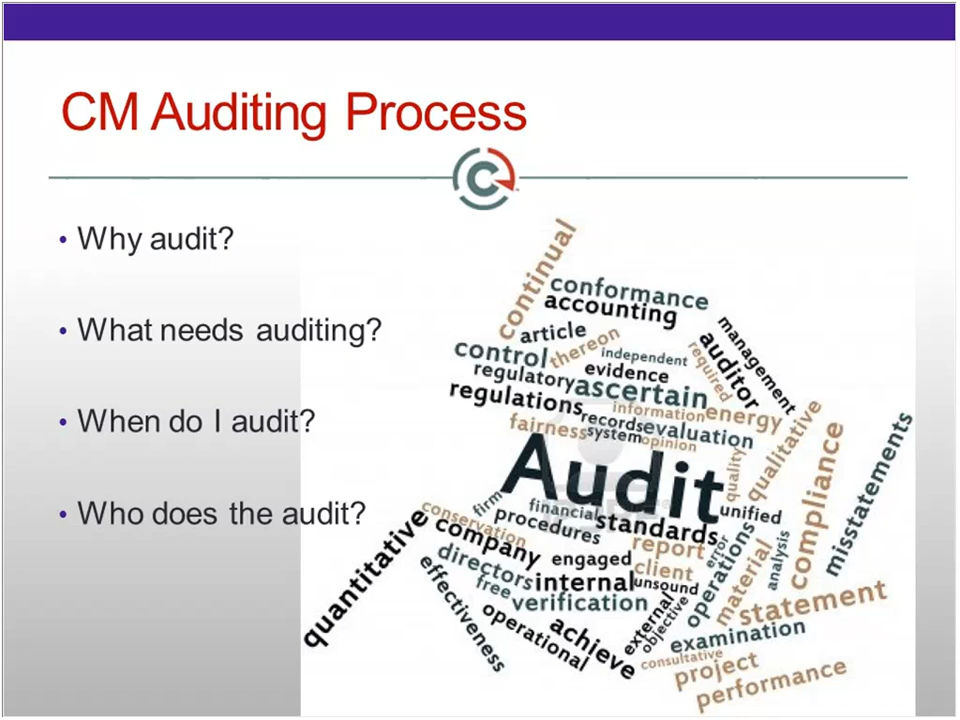 CM Auditing Process
C
• Why audit?
• What needs auditing?
• When do I audit?
• Who does the audit?
continual
conformance
accounting
article
thereon
management
control
independent
required
auditor
regulatory
evidence
ascertain
regulations
information
energy
fairness
records
evaluation
system
opinion
qualitative
compliance
misstatements
Audit
quality
firm
financial
unified
conservation
procedures
standards
quantitative
company
report
error
operations
analysis
directors
engaged
client
material
effectiveness
free
internal
unsound
verification
statement
operational
achieve
external
objective
examination
consultative
project
performance